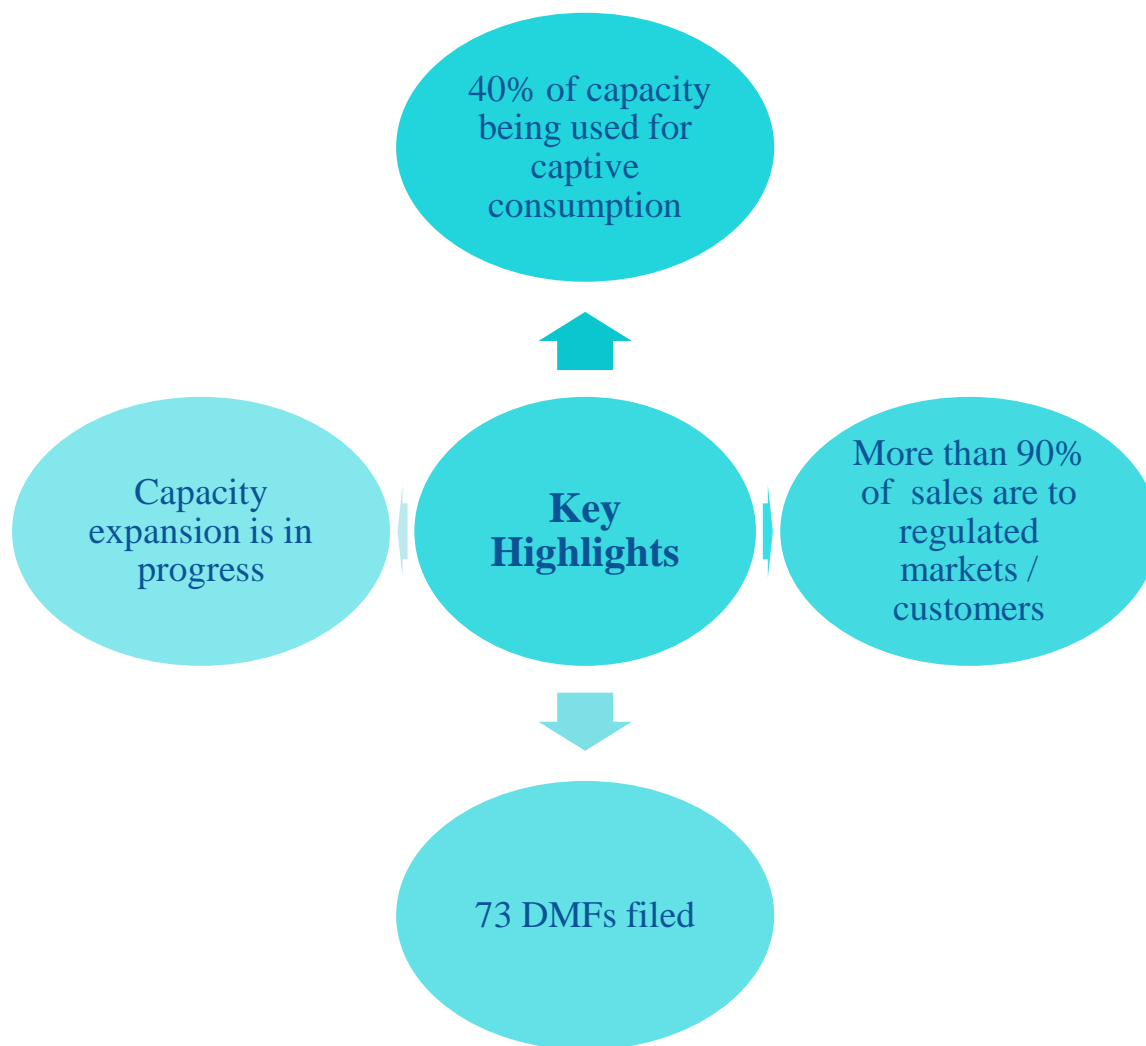 40% of capacity
being used for
captive
consumption
Capacity
expansion is in
progress
Key
Highlights
More than 90%
of sales are to
regulated
markets /
customers
73 DMFs filed